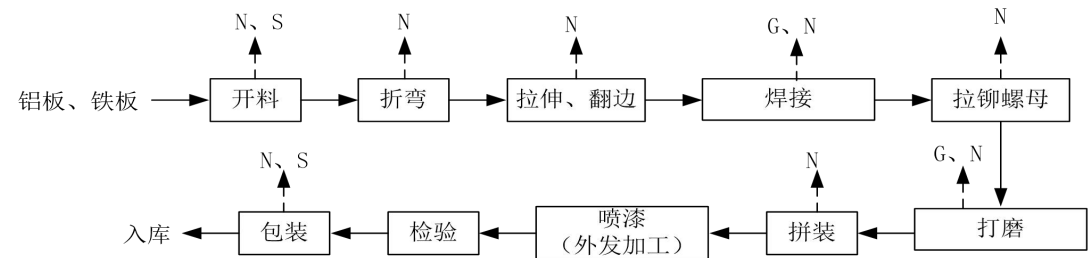 N、S
N
N
G、N
N
铝板、铁板
开料
折弯
拉伸、翻边
焊接
拉铆螺母
N、S
N
G、N
入库
包装
检验
喷漆
（外发加工）
拼装
打磨